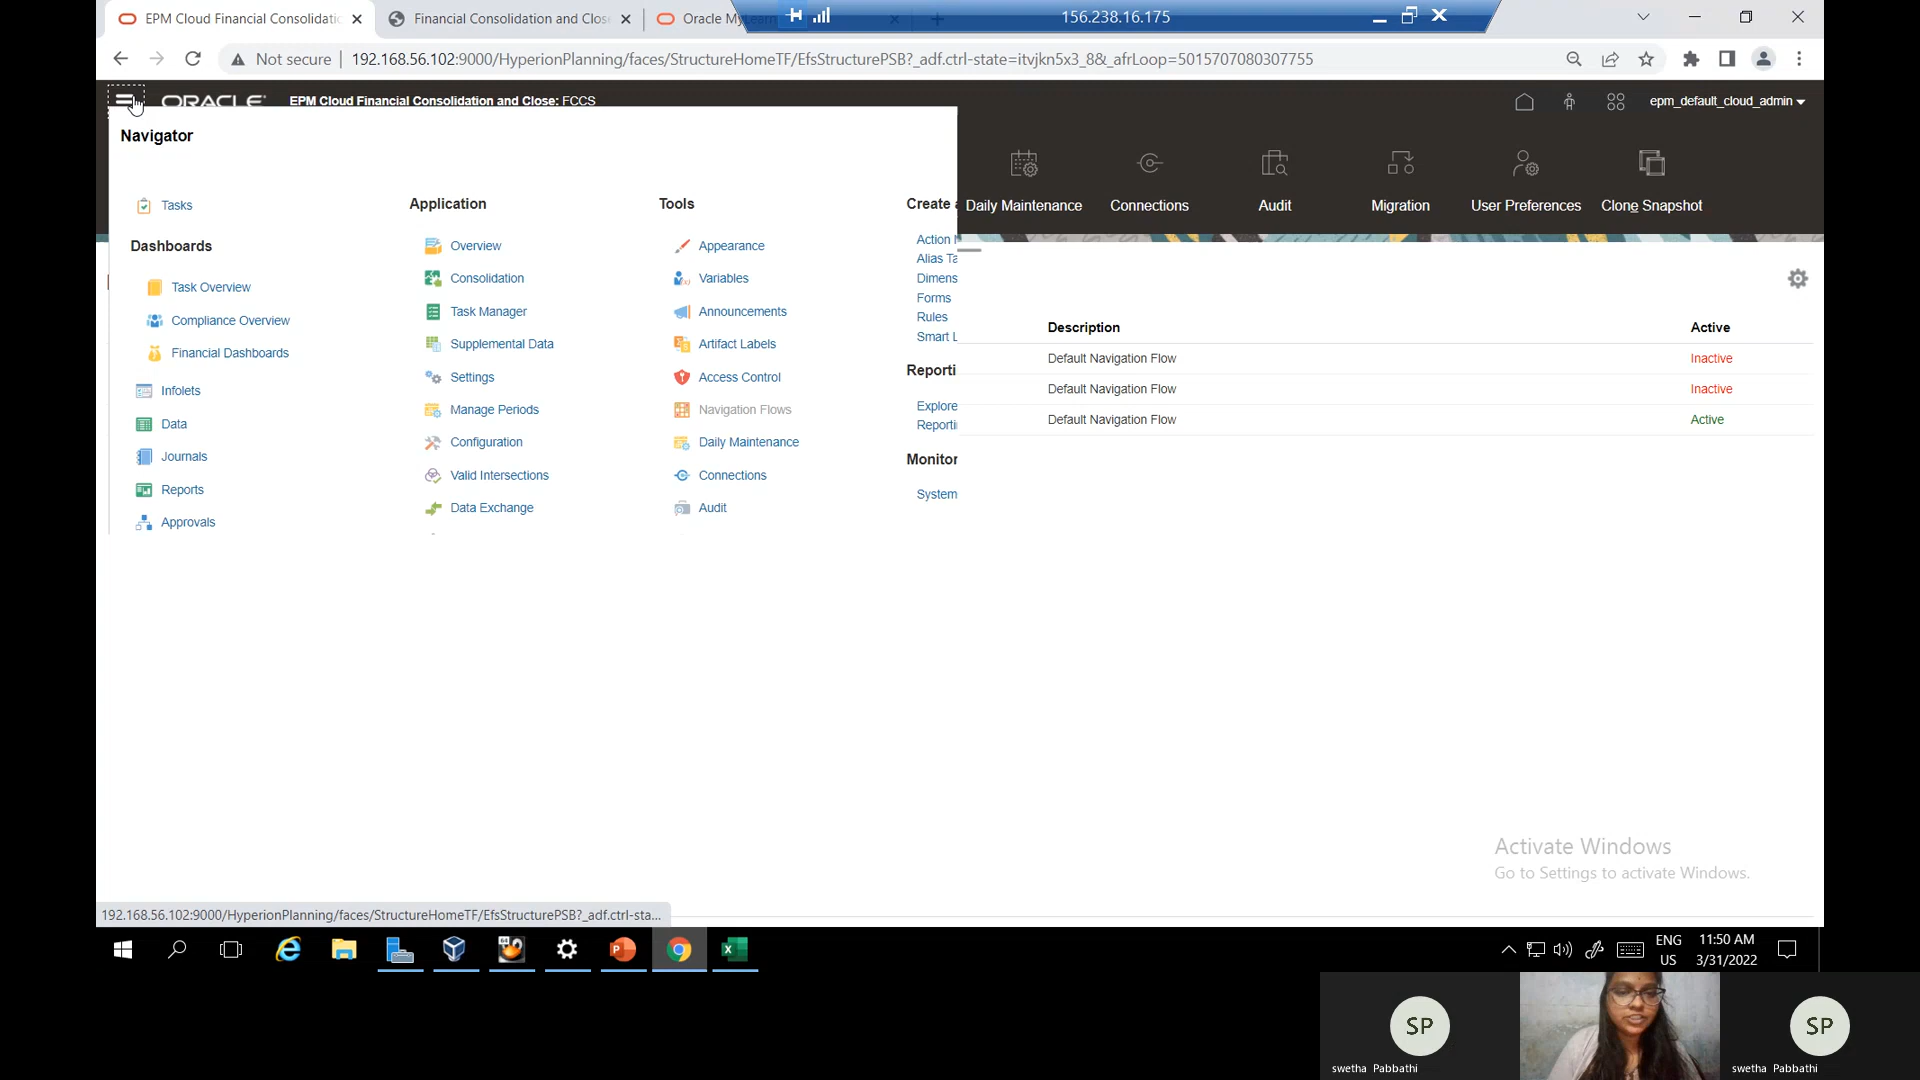 EPM Cloud Financial Consolidatic
Financial Consolidation and Clos
Oracle MyLearn
156.238.16.175
Not secure
192.168.56.102:9000/HyperionPlanning/faces/StructureHomeTF/EfsStructurePSB?_adf.ctrl-state=itvjkn5x3_8&_afrLoop=5015707080307755
ORACLE
EPM Cloud Financial Consolidation and Close: FCCS
epm_default_cloud_admin
Navigator
Tasks
Dashboards
Task Overview
Compliance Overview
Financial Dashboards
Infolets
Data
Journals
Reports
Approvals
Application
Overview
Consolidation
Task Manager
Supplemental Data
Settings
Manage Periods
Configuration
Valid Intersections
Data Exchange
Tools
Appearance
Variables
Announcements
Artifact Labels
Access Control
Navigation Flows
Daily Maintenance
Connections
Audit
Create a
Action M
Alias Ta
Dimens
Forms
Rules
Smart L
Reporti
Explore
Reporti
Monitor
System
Daily Maintenance
Connections
Audit
Migration
User Preferences
Clone Snapshot
Description Active
Default Navigation Flow Inactive
Default Navigation Flow Inactive
Default Navigation Flow Active
Activate Windows
Go to Settings to activate Windows.
192.168.56.102:9000/HyperionPlanning/faces/StructureHomeTF/EfsStructurePSB?_adf.ctrl-sta...
ENG
US
11:50 AM
3/31/2022
SP
swetha Pabbathi
SP
swetha Pabbathi